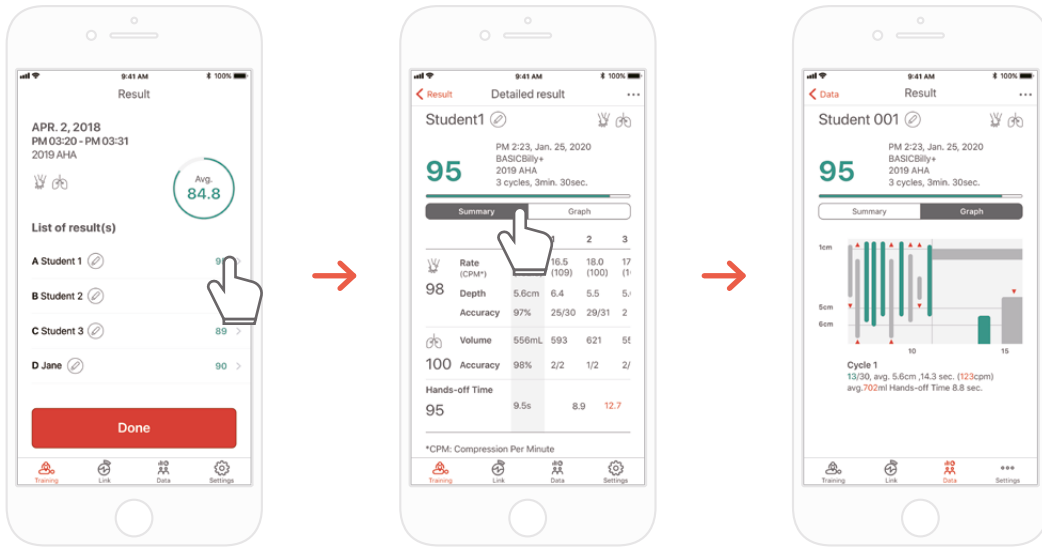 9:41 AM
100%
Result
APR. 2, 2018
PM 03:20 - PM 03:31
2019 AHA
Avg.
84.8
List of result(s)
A Student 1
B Student 2
C Student 3 89
D Jane 90
Done
Training Link Data Settings
9:41 AM
100%
Result Detailed result
Student1
PM 2:23, Jan. 25, 2020
BASICBilly+
95 2019 AHA
3 cycles, 3min. 30sec.
Summary Graph
1 2 3
Rate 16.5 18.0 17
(CPM*) (109) (100)
98 Depth 5.6cm 6.4 5.5
Accuracy 97% 25/30 29/31 2
Volume 556mL 593 621
100 Accuracy 98% 2/2 1/2 2/
Hands-off Time
95 9.5s 8.9 12.7
*CPM: Compression Per Minute
Training Link Data Settings
9:41 AM
100%
Data Result
Student 001
PM 2:23, Jan. 25, 2020
BASICBilly+
95 2019 AHA
3 cycles, 3min. 30sec.
Summary Graph
1cm
5cm
6cm
10 15
Cycle 1
13/30, avg. 5.6cm ,14.3 sec. (123cpm)
avg.702ml Hands-off Time 8.8 sec.
Training Link Data Settings